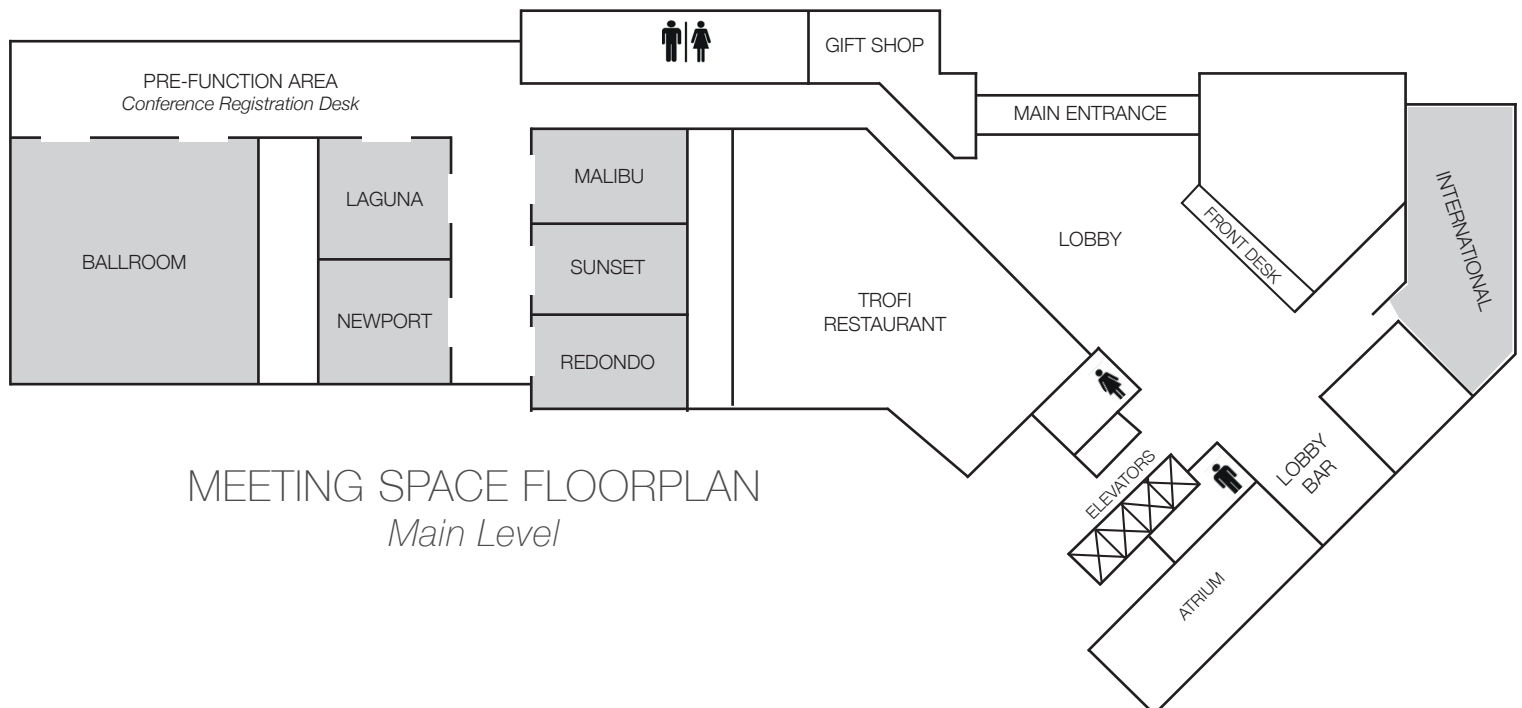 GIFT SHOP
PRE-FUNCTION AREA
Conference Registration Desk
MAIN ENTRANCE
MALIBU
LAGUNA
INTERNATIONAL
FRONT DESK
LOBBY
BALLROOM
SUNSET
NEWPORT
TROFI
RESTAURANT
REDONDO
LOBBY
BAR
ELEVATORS
MEETING SPACE FLOORPLAN
Main Level
ATRIUM